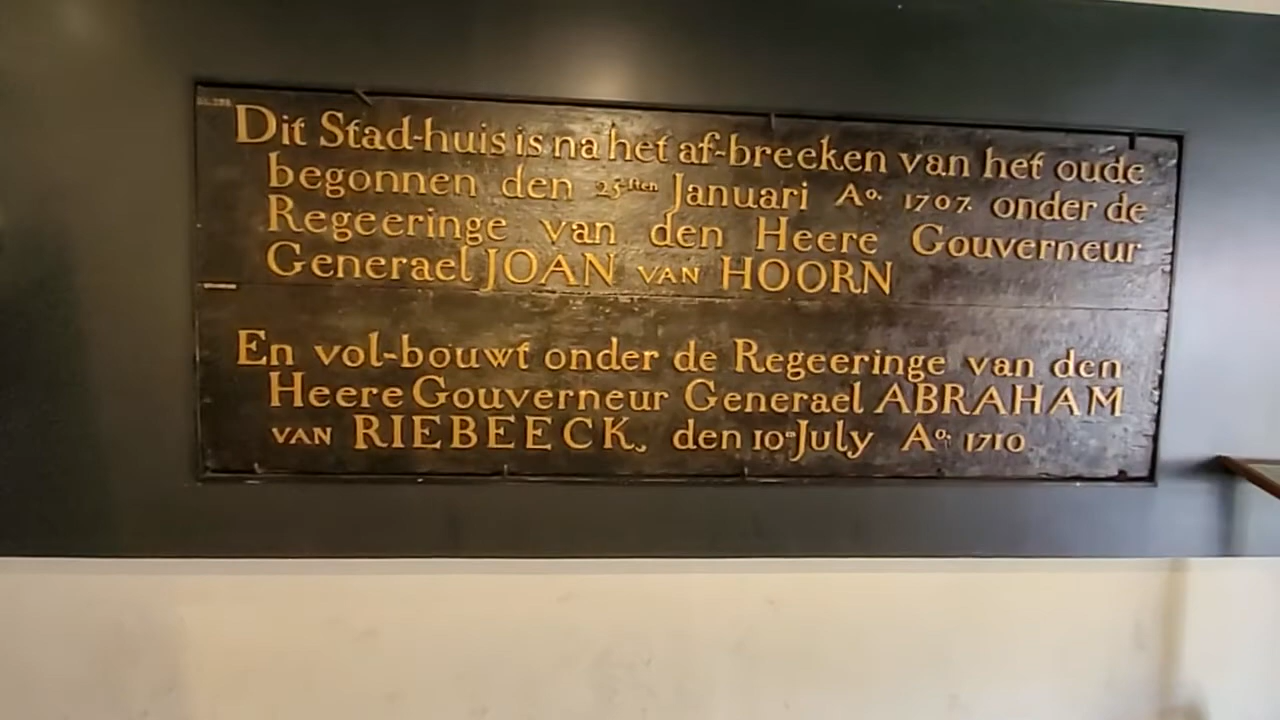 Dit Stad-huis is na het af-breeken van het oude
begonnen den 25sten Januari Ao. 1707. onder de
Regeeringe van den Heere Gouverneur
Generael JOAN VAN HOORN
En vol-bouwt onder de Regeeringe van den
Heere Gouverneur Generael ABRAHAM
VAN RIEBEECK, den 10en July Ao: 1710.